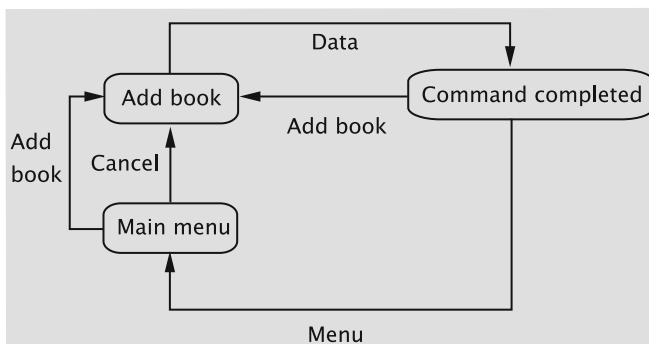 Data
Add book
Command completed
Add book
Add
book
Cancel
Main menu
Menu